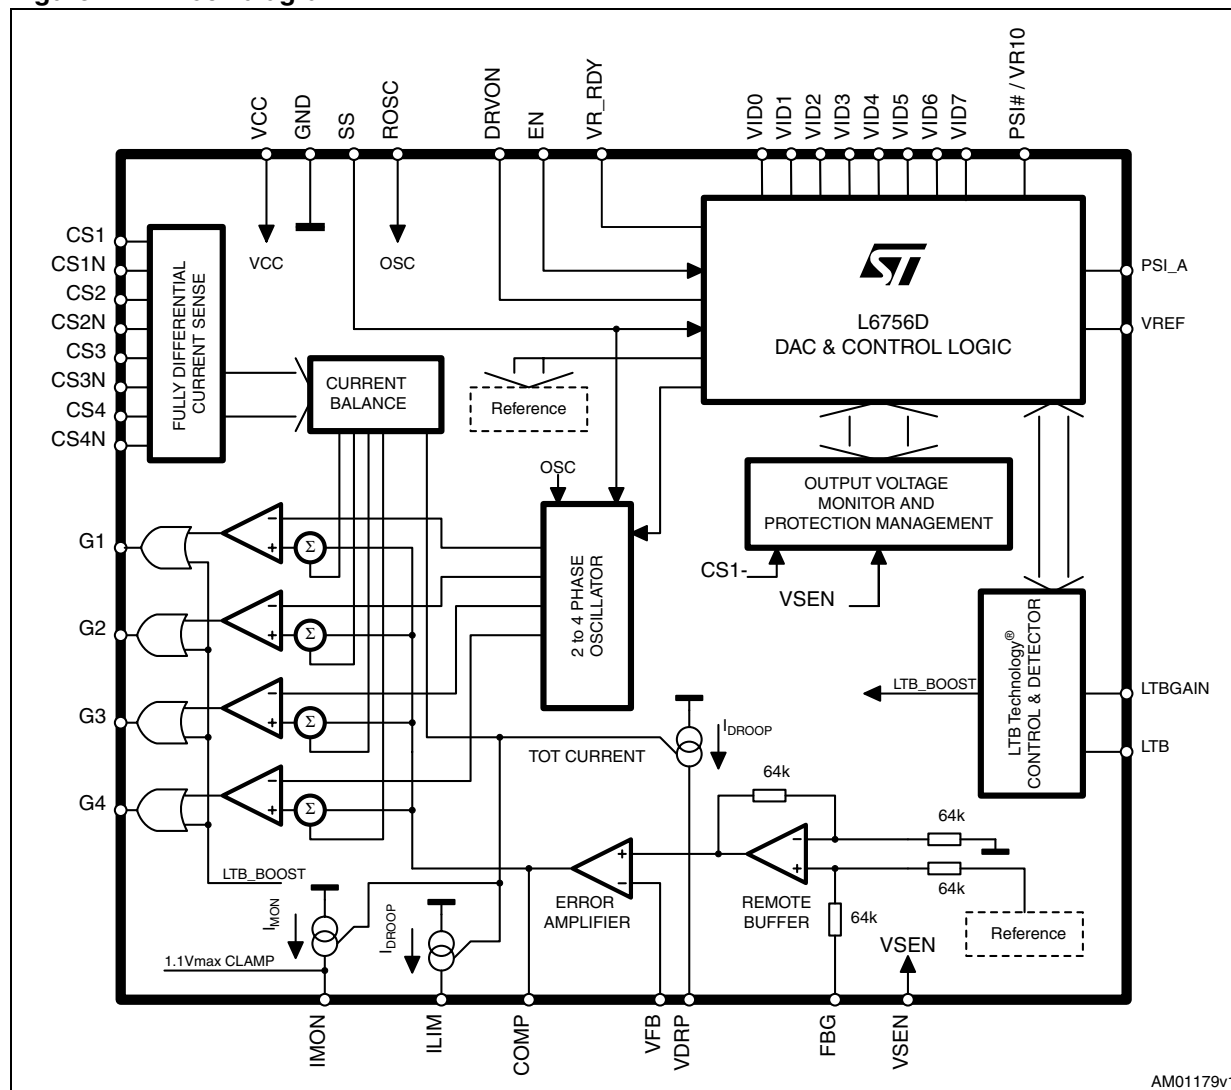 VCC
GND
SS
ROSC
DRVON
EN
VR_RDY
VID0
VID1
VID2
VID3
VID4
VID5
VID6
VID7
PSI# / VR10
CS1
CS1N
CS2
CS2N
CS3
CS3N
CS4
CS4N
FULLY DIFFERENTIAL
CURRENT SENSE
VCC
OSC
ST
L6756D
DAC & CONTROL LOGIC
PSI_A
VREF
CURRENT
BALANCE
Reference
OSC
2 to 4 PHASE
OSCILLATOR
OUTPUT VOLTAGE
MONITOR AND
PROTECTION MANAGEMENT
CS1-
VSEN
G1
G2
G3
G4
- + Σ
- + Σ
- + Σ
- + Σ
LTB_BOOST
LTB Technology®
CONTROL & DETECTOR
LTBGAIN
LTB
TOT CURRENT
IDROOP
64k
64k
64k
64k
+
-
ERROR
AMPLIFIER
-
+
REMOTE
BUFFER
Reference
VSEN
LTB_BOOST
IMON
IDROOP
1.1Vmax CLAMP
IMON
ILIM
COMP
VFB
VDRP
FBG
VSEN
AM01179v1